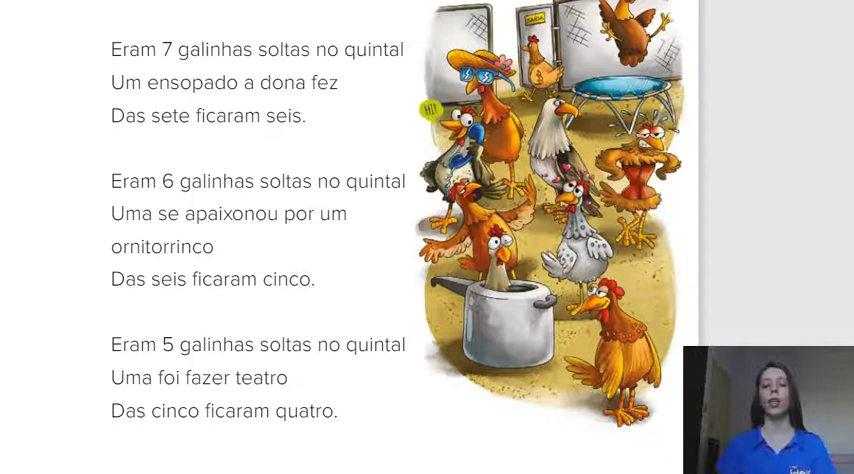 Eram 7 galinhas soltas no quintal
Um ensopado a dona fez
Das sete ficaram seis.
Eram 6 galinhas soltas no quintal
Uma se apaixonou por um
ornitorrinco
Das seis ficaram cinco.
Eram 5 galinhas soltas no quintal
Uma foi fazer teatro
Das cinco ficaram quatro.
HI!